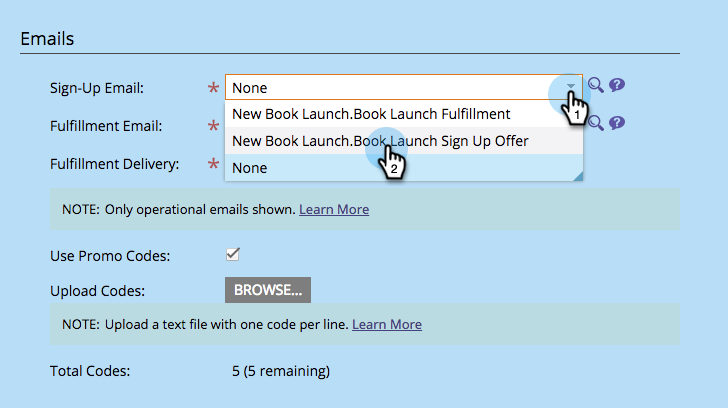 Emails
Sign-Up Email: * None
1
New Book Launch.Book Launch Fulfillment
Fulfillment Email: *
New Book Launch.Book Launch Sign Up Offer
2
Fulfillment Delivery: *
None
NOTE: Only operational emails shown. Learn More
Use Promo Codes:
Upload Codes: BROWSE...
NOTE: Upload a text file with one code per line. Learn More
Total Codes: 5 (5 remaining)